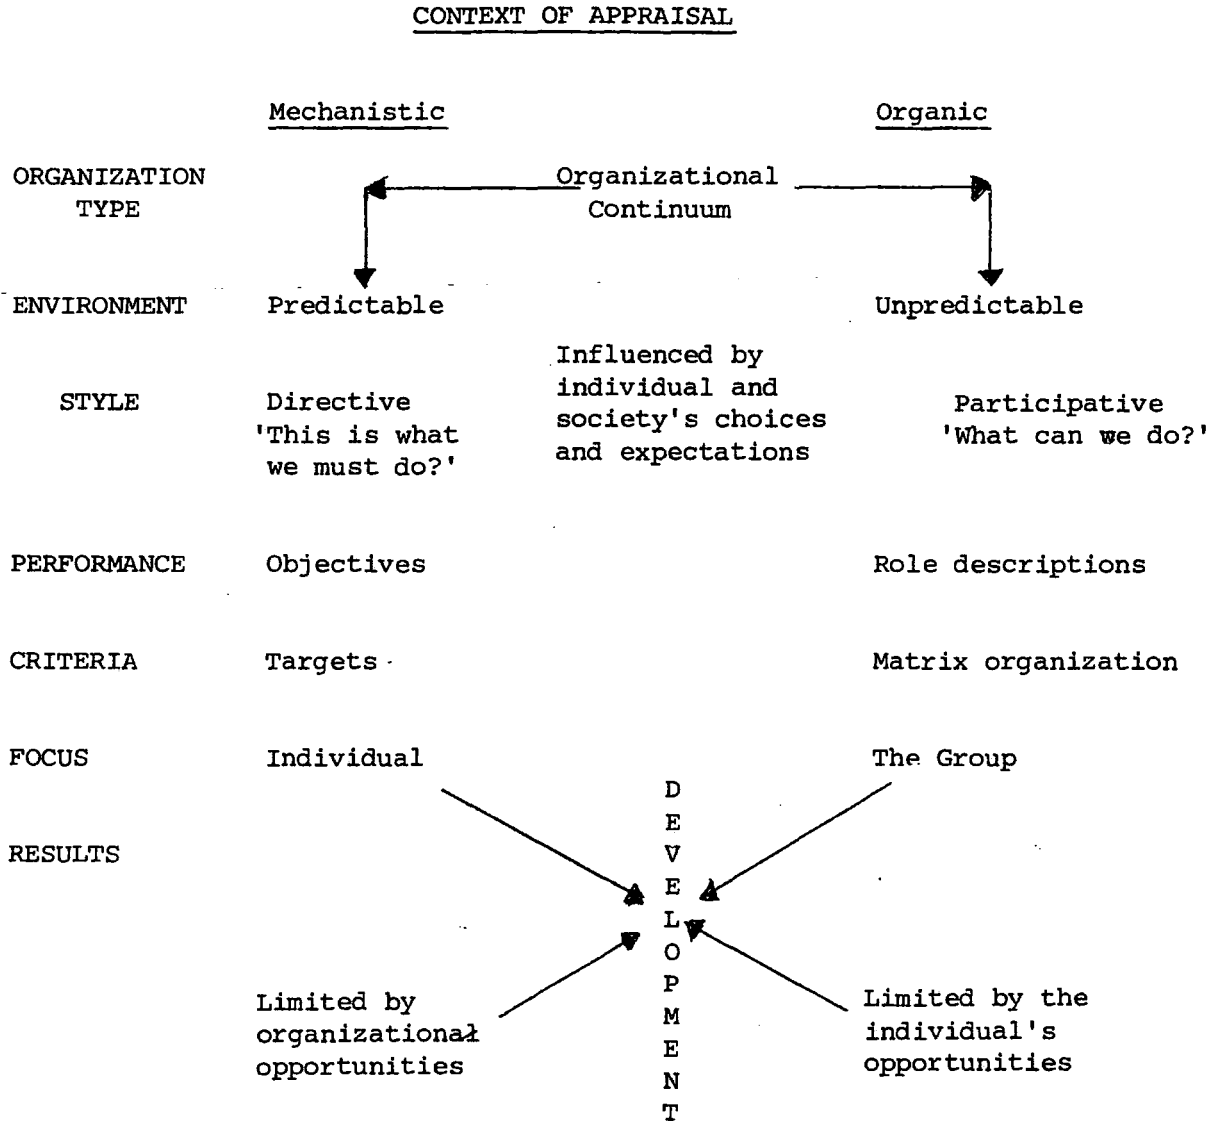 CONTEXT OF APPRAISAL
Mechanistic Organic
ORGANIZATION Organizational
TYPE Continuum
ENVIRONMENT Predictable Unpredictable
Influenced by
individual and
STYLE Directive society's choices Participative
'This is what and expectations 'What can we do?'
we must do?'
PERFORMANCE Objectives Role descriptions
CRITERIA Targets Matrix organization
FOCUS Individual The Group
RESULTS
DEVELOPMENT
Limited by
organizational
opportunities
Limited by the
individual's
opportunities